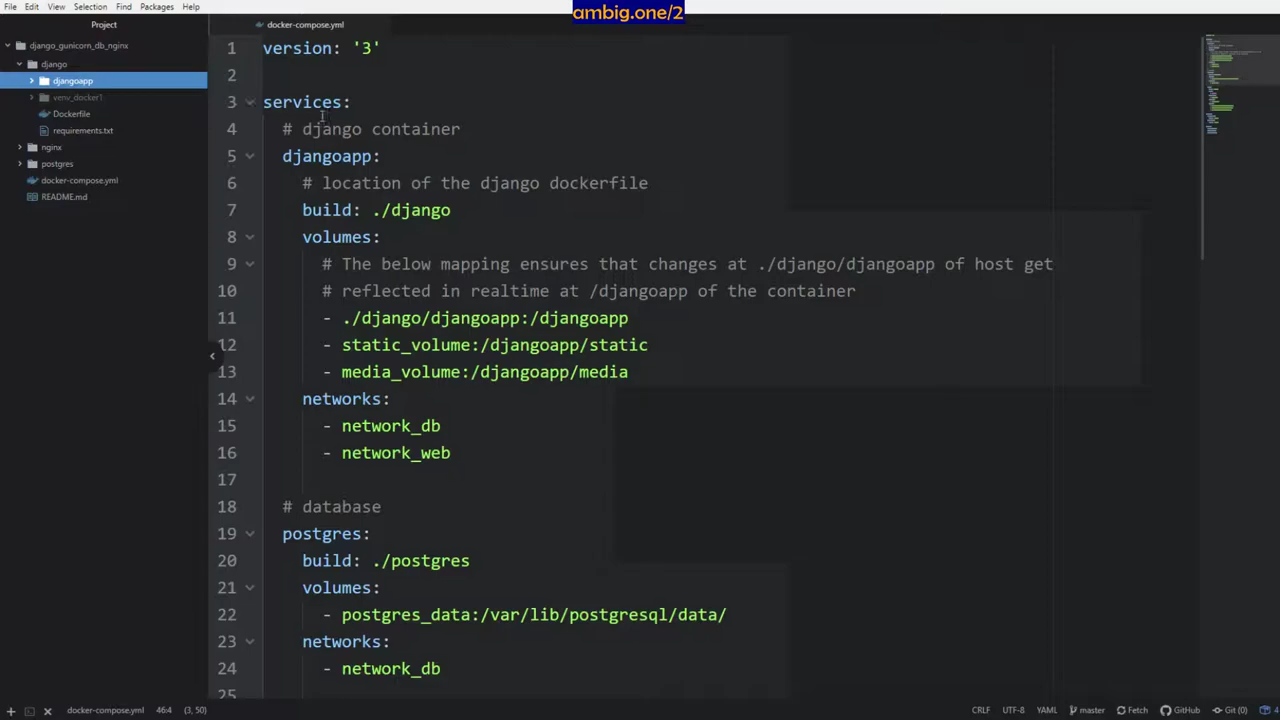 ambig.one/2
File Edit View Selection Find Packages Help
Project
docker-compose.yml
django_gunicorn_db_nginx
django
djangoapp
venv_docker1
Dockerfile
requirements.txt
nginx
postgres
docker-compose.yml
README.md
1 version: '3'
2
3 services:
4 # django container
5 djangoapp:
6 # location of the django dockerfile
7 build: ./django
8 volumes:
9 # The below mapping ensures that changes at ./django/djangoapp of host get
10 # reflected in realtime at /djangoapp of the container
11 - ./django/djangoapp:/djangoapp
12 - static_volume:/djangoapp/static
13 - media_volume:/djangoapp/media
14 networks:
15 - network_db
16 - network_web
17
18 # database
19 postgres:
20 build: ./postgres
21 volumes:
22 - postgres_data:/var/lib/postgresql/data/
23 networks:
24 - network_db
25
docker-compose.yml 46:4 (3, 50) CRLF UTF-8 YAML master Fetch GitHub Git (0) 4